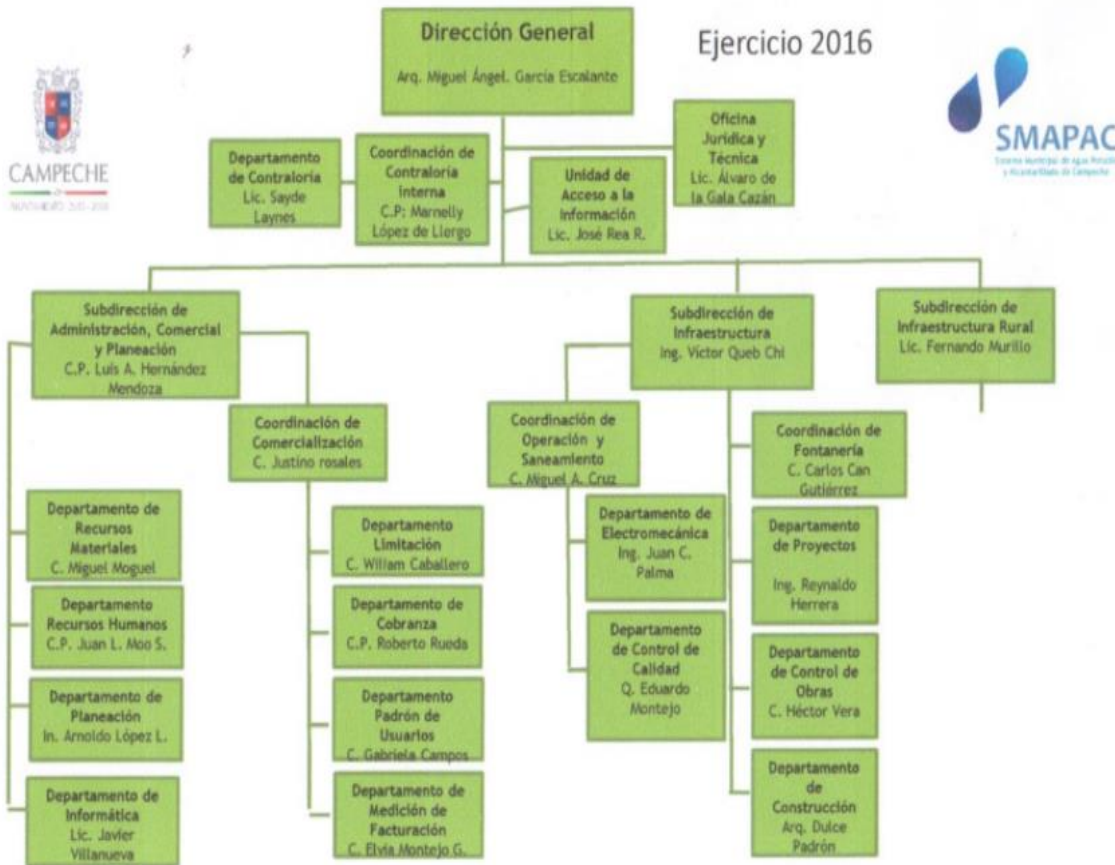 Dirección General
Arq. Miguel Ángel. García Escalante
Ejercicio 2016
CAMPECHE
SMAPAC
Departamento
de Contraloría
Lic. Sayde
Laynes
Coordinación de
Contraloría
Interna
C.P: Marnelly
López de Llergo
Unidad de
Acceso a la
Información
Lic. José Rea R.
Oficina
Jurídica y
Técnica
Lic. Álvaro de
la Gala Cazán
Subdirección de
Administración, Comercial
y Planeación
C.P. Luis A. Hernández
Mendoza
Subdirección de
Infraestructura
Ing. Víctor Queb Chi
Subdirección de
Infraestructura Rural
Lic. Fernando Murillo
Coordinación de
Comercialización
C. Justino rosales
Coordinación de
Operación y
Saneamiento
C. Miguel A. Cruz
Coordinación de
Fontanería
C. Carlos Can
Gutiérrez
Departamento de
Recursos
Materiales
C. Miguel Moguel
Departamento
Recursos Humanos
C.P. Juan L. Moo S.
Departamento de
Planeación
In. Arnoldo López L.
Departamento de
Informática
Lic. Javier
Villanueva
Departamento
Limitación
C. William Caballero
Departamento de
Cobranza
C.P. Roberto Rueda
Departamento
Padrón de
Usuarios
C. Gabriela Campos
Departamento de
Medición de
Facturación
C. Elvia Montejo G.
Departamento de
Electromecánica
Ing. Juan C.
Palma
Departamento
de Control de
Calidad
Q. Eduardo
Montejo
Departamento
de Proyectos
Ing. Reynaldo
Herrera
Departamento
de Control de
Obras
C. Héctor Vera
Departamento
de
Construcción
Arq. Dulce
Padrón